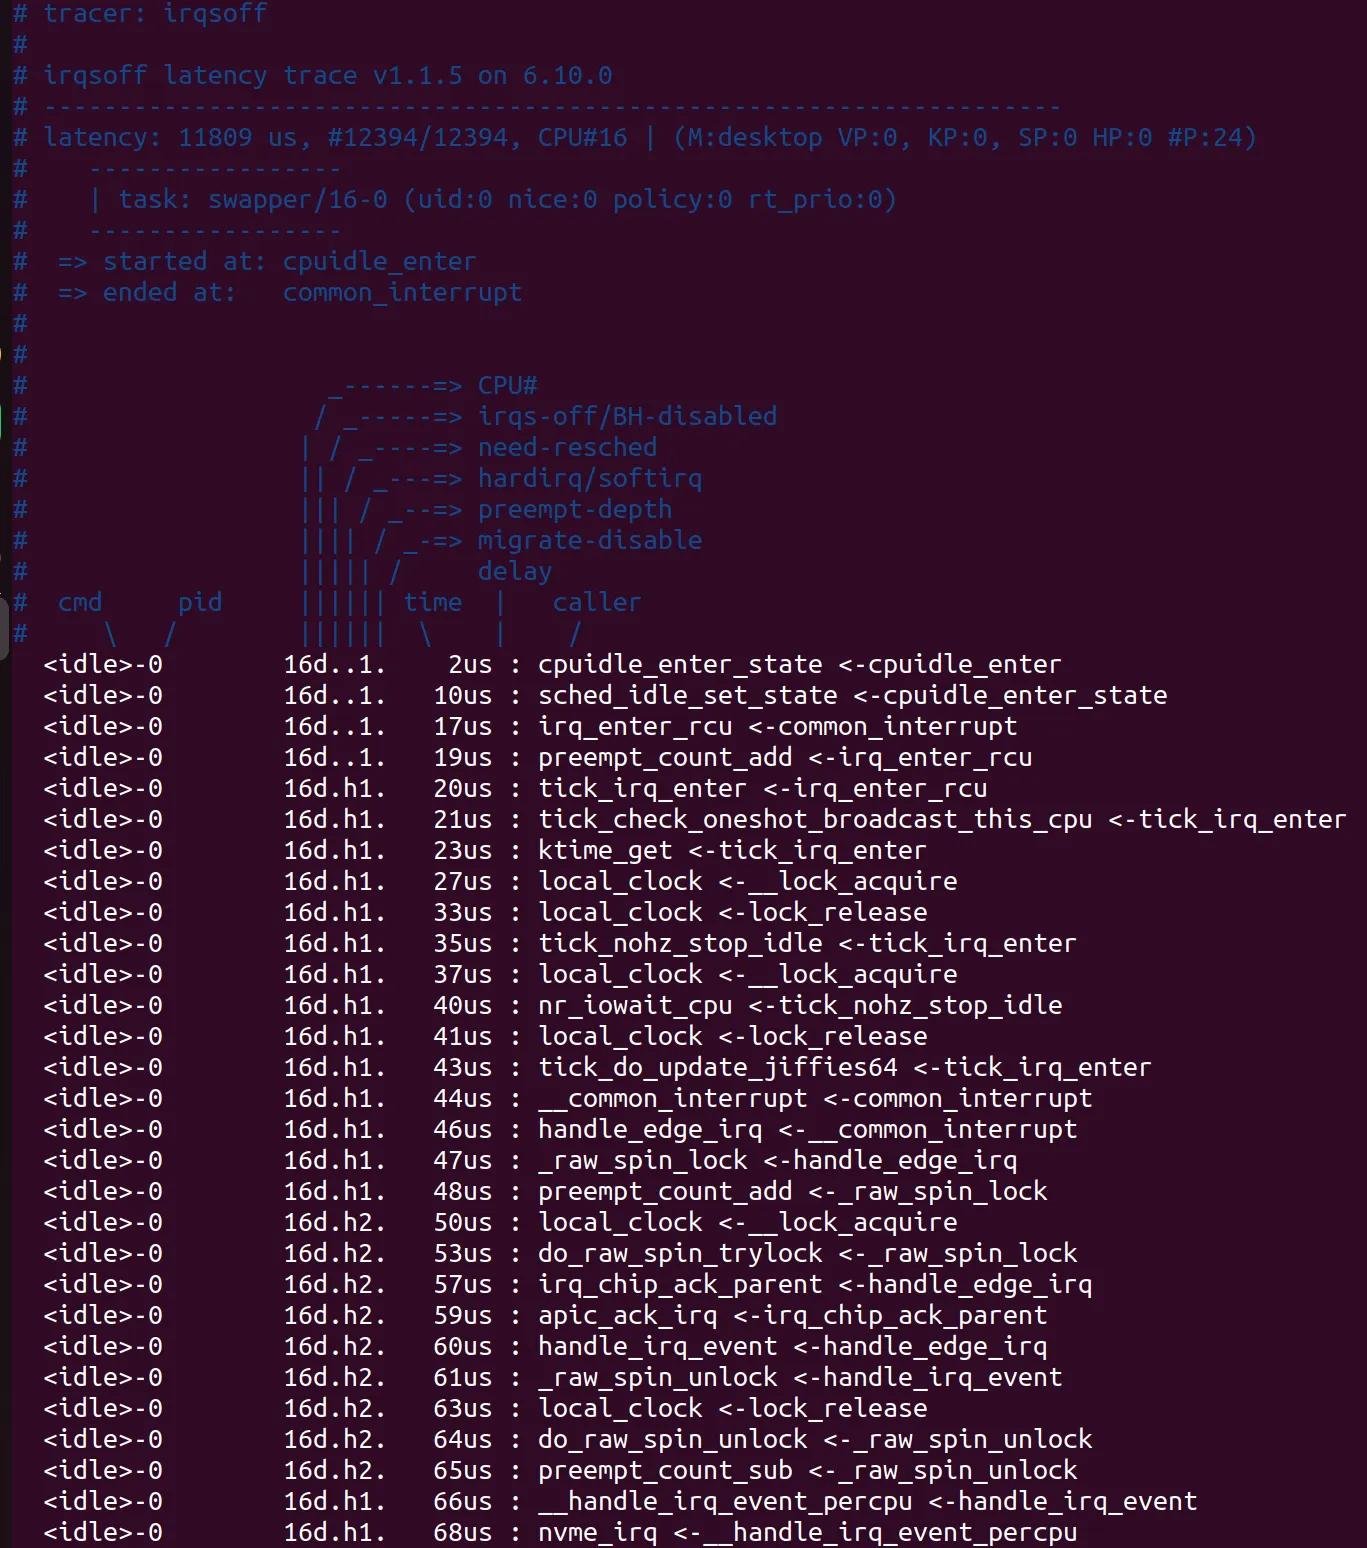 # tracer: irqsoff
#
# irqsoff latency trace v1.1.5 on 6.10.0
# --------------------------------------------------------------------
# latency: 11809 us, #12394/12394, CPU#16 | (M:desktop VP:0, KP:0, SP:0 HP:0 #P:24)
#    -----------------
#    | task: swapper/16-0 (uid:0 nice:0 policy:0 rt_prio:0)
#    -----------------
#  => started at: cpuidle_enter
#  => ended at:   common_interrupt
#
#
#                    _------=> CPU#
#                   / _-----=> irqs-off/BH-disabled
#                  | / _----=> need-resched
#                  || / _---=> hardirq/softirq
#                  ||| / _--=> preempt-depth
#                  |||| / _-=> migrate-disable
#                  ||||| /     delay
#  cmd     pid     |||||| time  |   caller
#     \   /        ||||||  \    |    /
  <idle>-0        16d..1.    2us : cpuidle_enter_state <-cpuidle_enter
  <idle>-0        16d..1.   10us : sched_idle_set_state <-cpuidle_enter_state
  <idle>-0        16d..1.   17us : irq_enter_rcu <-common_interrupt
  <idle>-0        16d..1.   19us : preempt_count_add <-irq_enter_rcu
  <idle>-0        16d.h1.   20us : tick_irq_enter <-irq_enter_rcu
  <idle>-0        16d.h1.   21us : tick_check_oneshot_broadcast_this_cpu <-tick_irq_enter
  <idle>-0        16d.h1.   23us : ktime_get <-tick_irq_enter
  <idle>-0        16d.h1.   27us : local_clock <-__lock_acquire
  <idle>-0        16d.h1.   33us : local_clock <-lock_release
  <idle>-0        16d.h1.   35us : tick_nohz_stop_idle <-tick_irq_enter
  <idle>-0        16d.h1.   37us : local_clock <-__lock_acquire
  <idle>-0        16d.h1.   40us : nr_iowait_cpu <-tick_nohz_stop_idle
  <idle>-0        16d.h1.   41us : local_clock <-lock_release
  <idle>-0        16d.h1.   43us : tick_do_update_jiffies64 <-tick_irq_enter
  <idle>-0        16d.h1.   44us : __common_interrupt <-common_interrupt
  <idle>-0        16d.h1.   46us : handle_edge_irq <-__common_interrupt
  <idle>-0        16d.h1.   47us : _raw_spin_lock <-handle_edge_irq
  <idle>-0        16d.h1.   48us : preempt_count_add <-_raw_spin_lock
  <idle>-0        16d.h2.   50us : local_clock <-__lock_acquire
  <idle>-0        16d.h2.   53us : do_raw_spin_trylock <-_raw_spin_lock
  <idle>-0        16d.h2.   57us : irq_chip_ack_parent <-handle_edge_irq
  <idle>-0        16d.h2.   59us : apic_ack_irq <-irq_chip_ack_parent
  <idle>-0        16d.h2.   60us : handle_irq_event <-handle_edge_irq
  <idle>-0        16d.h2.   61us : _raw_spin_unlock <-handle_irq_event
  <idle>-0        16d.h2.   63us : local_clock <-lock_release
  <idle>-0        16d.h2.   64us : do_raw_spin_unlock <-_raw_spin_unlock
  <idle>-0        16d.h2.   65us : preempt_count_sub <-_raw_spin_unlock
  <idle>-0        16d.h1.   66us : __handle_irq_event_percpu <-handle_irq_event
  <idle>-0        16d.h1.   68us : nvme_irq <-__handle_irq_event_percpu